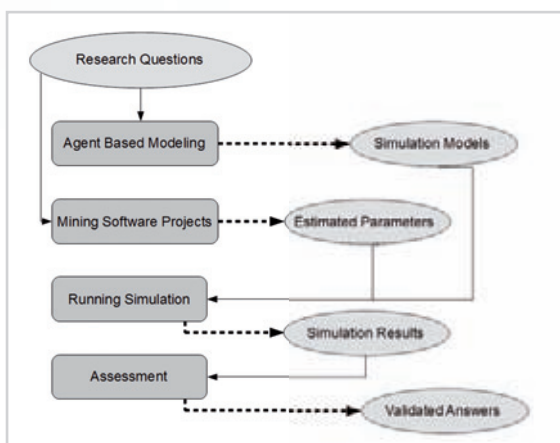 Research Questions
Agent Based Modeling
Simulation Models
Mining Software Projects
Estimated Parameters
Running Simulation
Simulation Results
Assessment
Validated Answers